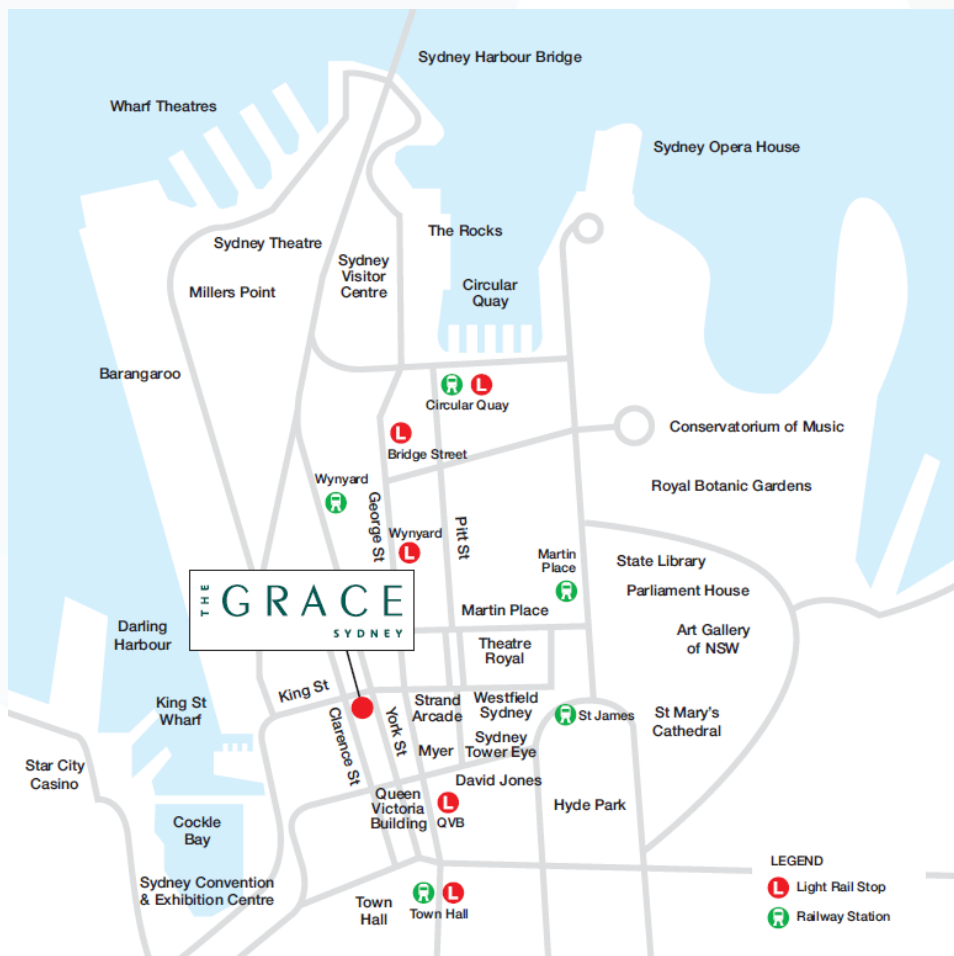 Sydney Harbour Bridge
Wharf Theatres
Sydney Opera House
The Rocks
Sydney Theatre
Sydney
Visitor
Centre
Millers Point
Circular
Quay
Barangaroo
L
Circular Quay
L
Bridge Street
Conservatorium of Music
Wynyard
George St
Pitt St
Royal Botanic Gardens
Wynyard
L
Martin
Place
State Library
Parliament House
THE
GRACE
SYDNEY
Martin Place
Darling
Harbour
Art Gallery
of NSW
Theatre
Royal
King St
King St
Wharf
Clarence St
York St
Strand
Arcade
Westfield
Sydney
St James
St Mary's
Cathedral
Myer
Sydney
Tower Eye
Star City
Casino
David Jones
Queen
Victoria
Building
L
QVB
Hyde Park
Cockle
Bay
Sydney Convention
& Exhibition Centre
Town
Hall
L
Town Hall
LEGEND
L Light Rail Stop
Railway Station